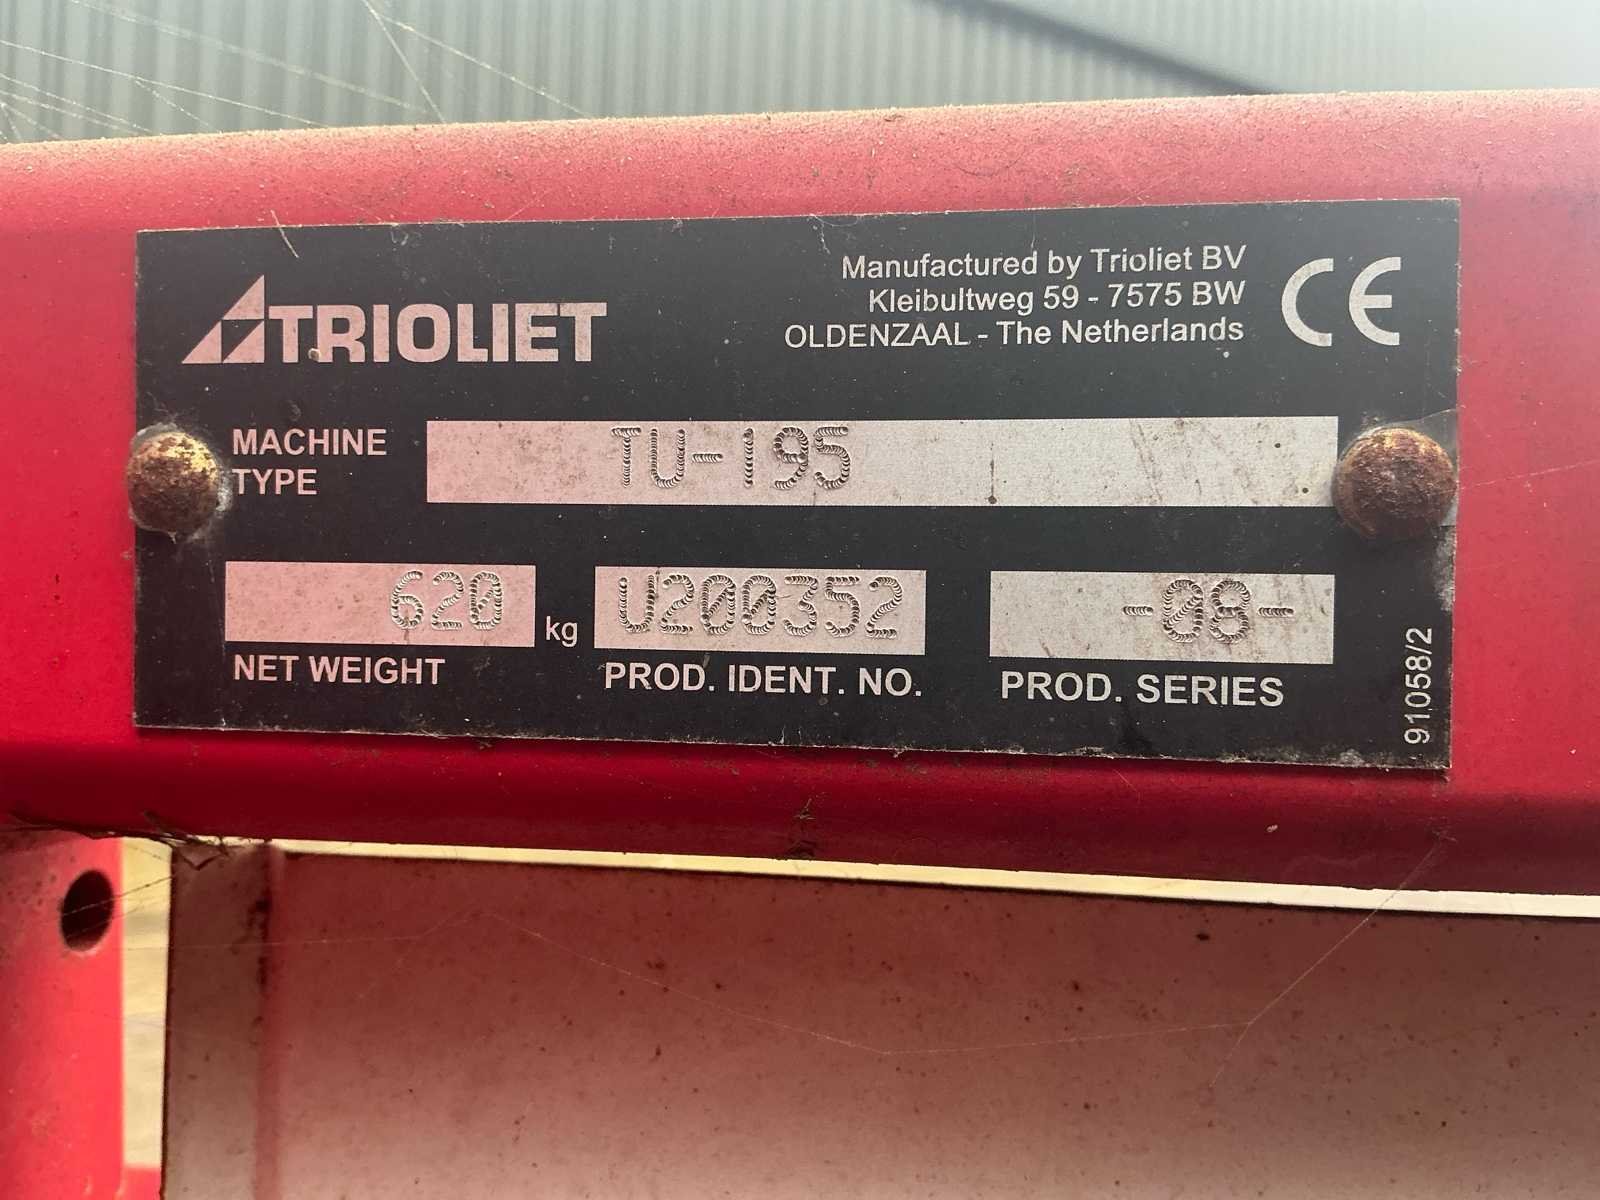 TRIOLIET
Manufactured by Trioliet BV
Kleibultweg 59 - 7575 BW
OLDENZAAL - The Netherlands
CE
MACHINE TYPE
TU-195
620 kg
NET WEIGHT
U200352
PROD. IDENT. NO.
PROD. SERIES
91058/2